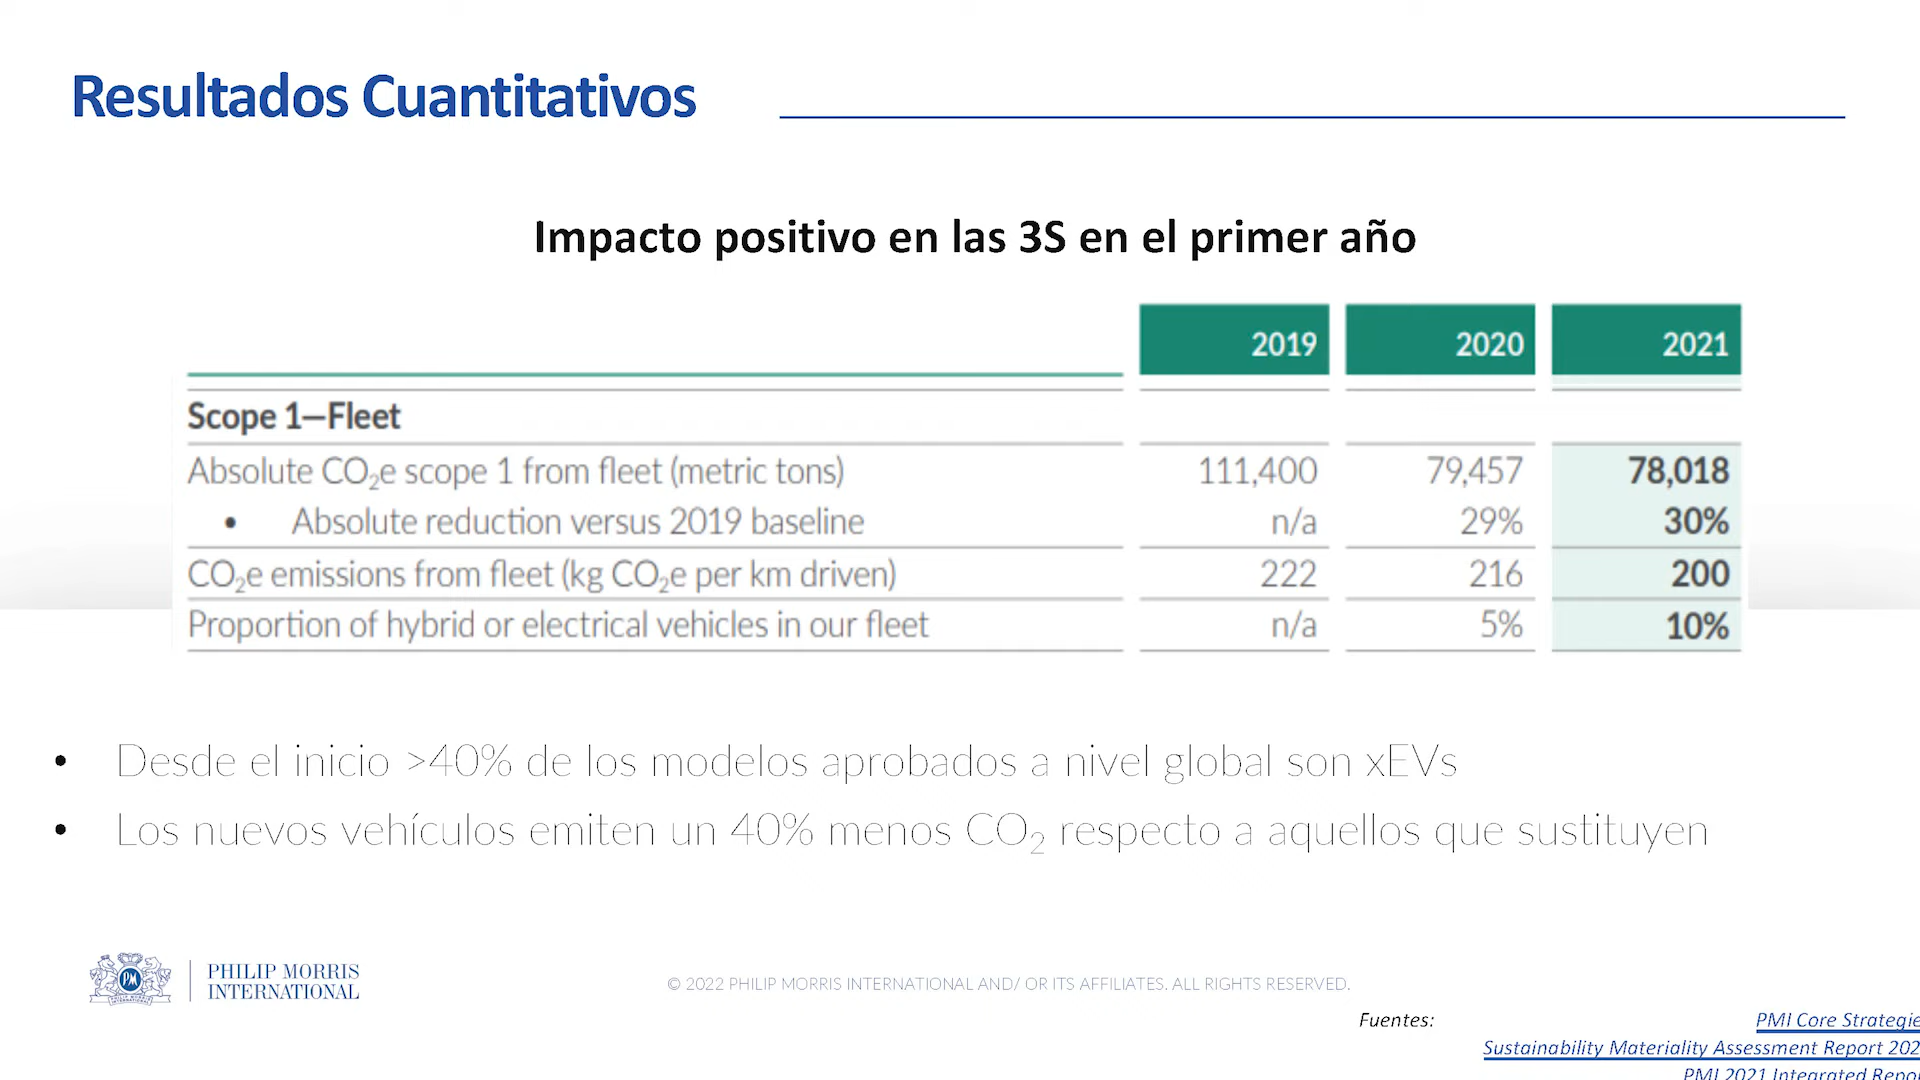 Resultados Cuantitativos
Impacto positivo en las 3S en el primer año
2019 2020 2021
Scope 1—Fleet
Absolute CO₂e scope 1 from fleet (metric tons) 111,400 79,457 78,018
• Absolute reduction versus 2019 baseline n/a 29% 30%
CO₂e emissions from fleet (kg CO₂e per km driven) 222 216 200
Proportion of hybrid or electrical vehicles in our fleet n/a 5% 10%
• Desde el inicio >40% de los modelos aprobados a nivel global son xEVs
• Los nuevos vehículos emiten un 40% menos CO₂ respecto a aquellos que sustituyen
PM
PHILIP MORRIS
INTERNATIONAL
© 2022 PHILIP MORRIS INTERNATIONAL AND/ OR ITS AFFILIATES. ALL RIGHTS RESERVED.
Fuentes: PMI Core Strategie
Sustainability Materiality Assessment Report 202
PMI 2021 Integrated Repor